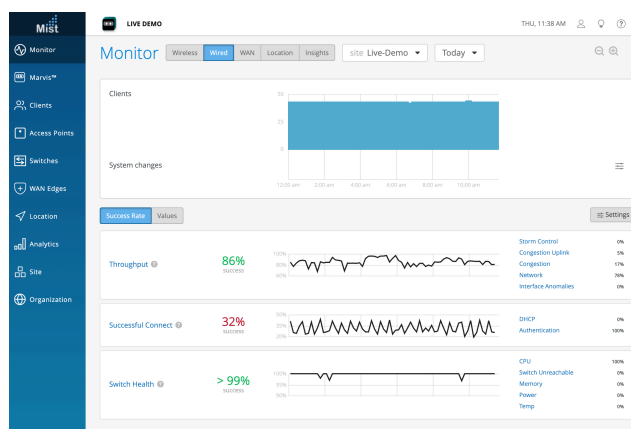 Mist
LIVE DEMO
THU, 11:38 AM
Monitor
Marvis™
Clients
Access Points
Switches
WAN Edges
Location
Analytics
Site
Organization
Monitor Wireless Wired WAN Location Insights site Live-Demo Today
Clients
50
25
0
System changes
12:00 am 2:00 am 4:00 am 6:00 am 8:00 am 10:00 am
Success Rate Values Settings
Throughput 86% success
100%
80%
60%
Storm Control 0%
Congestion Uplink 5%
Congestion 17%
Network 78%
Interface Anomalies 0%
Successful Connect 32% success
50%
35%
20%
DHCP 0%
Authentication 100%
Switch Health > 99% success
100%
95%
90%
CPU 100%
Switch Unreachable 0%
Memory 0%
Power 0%
Temp 0%